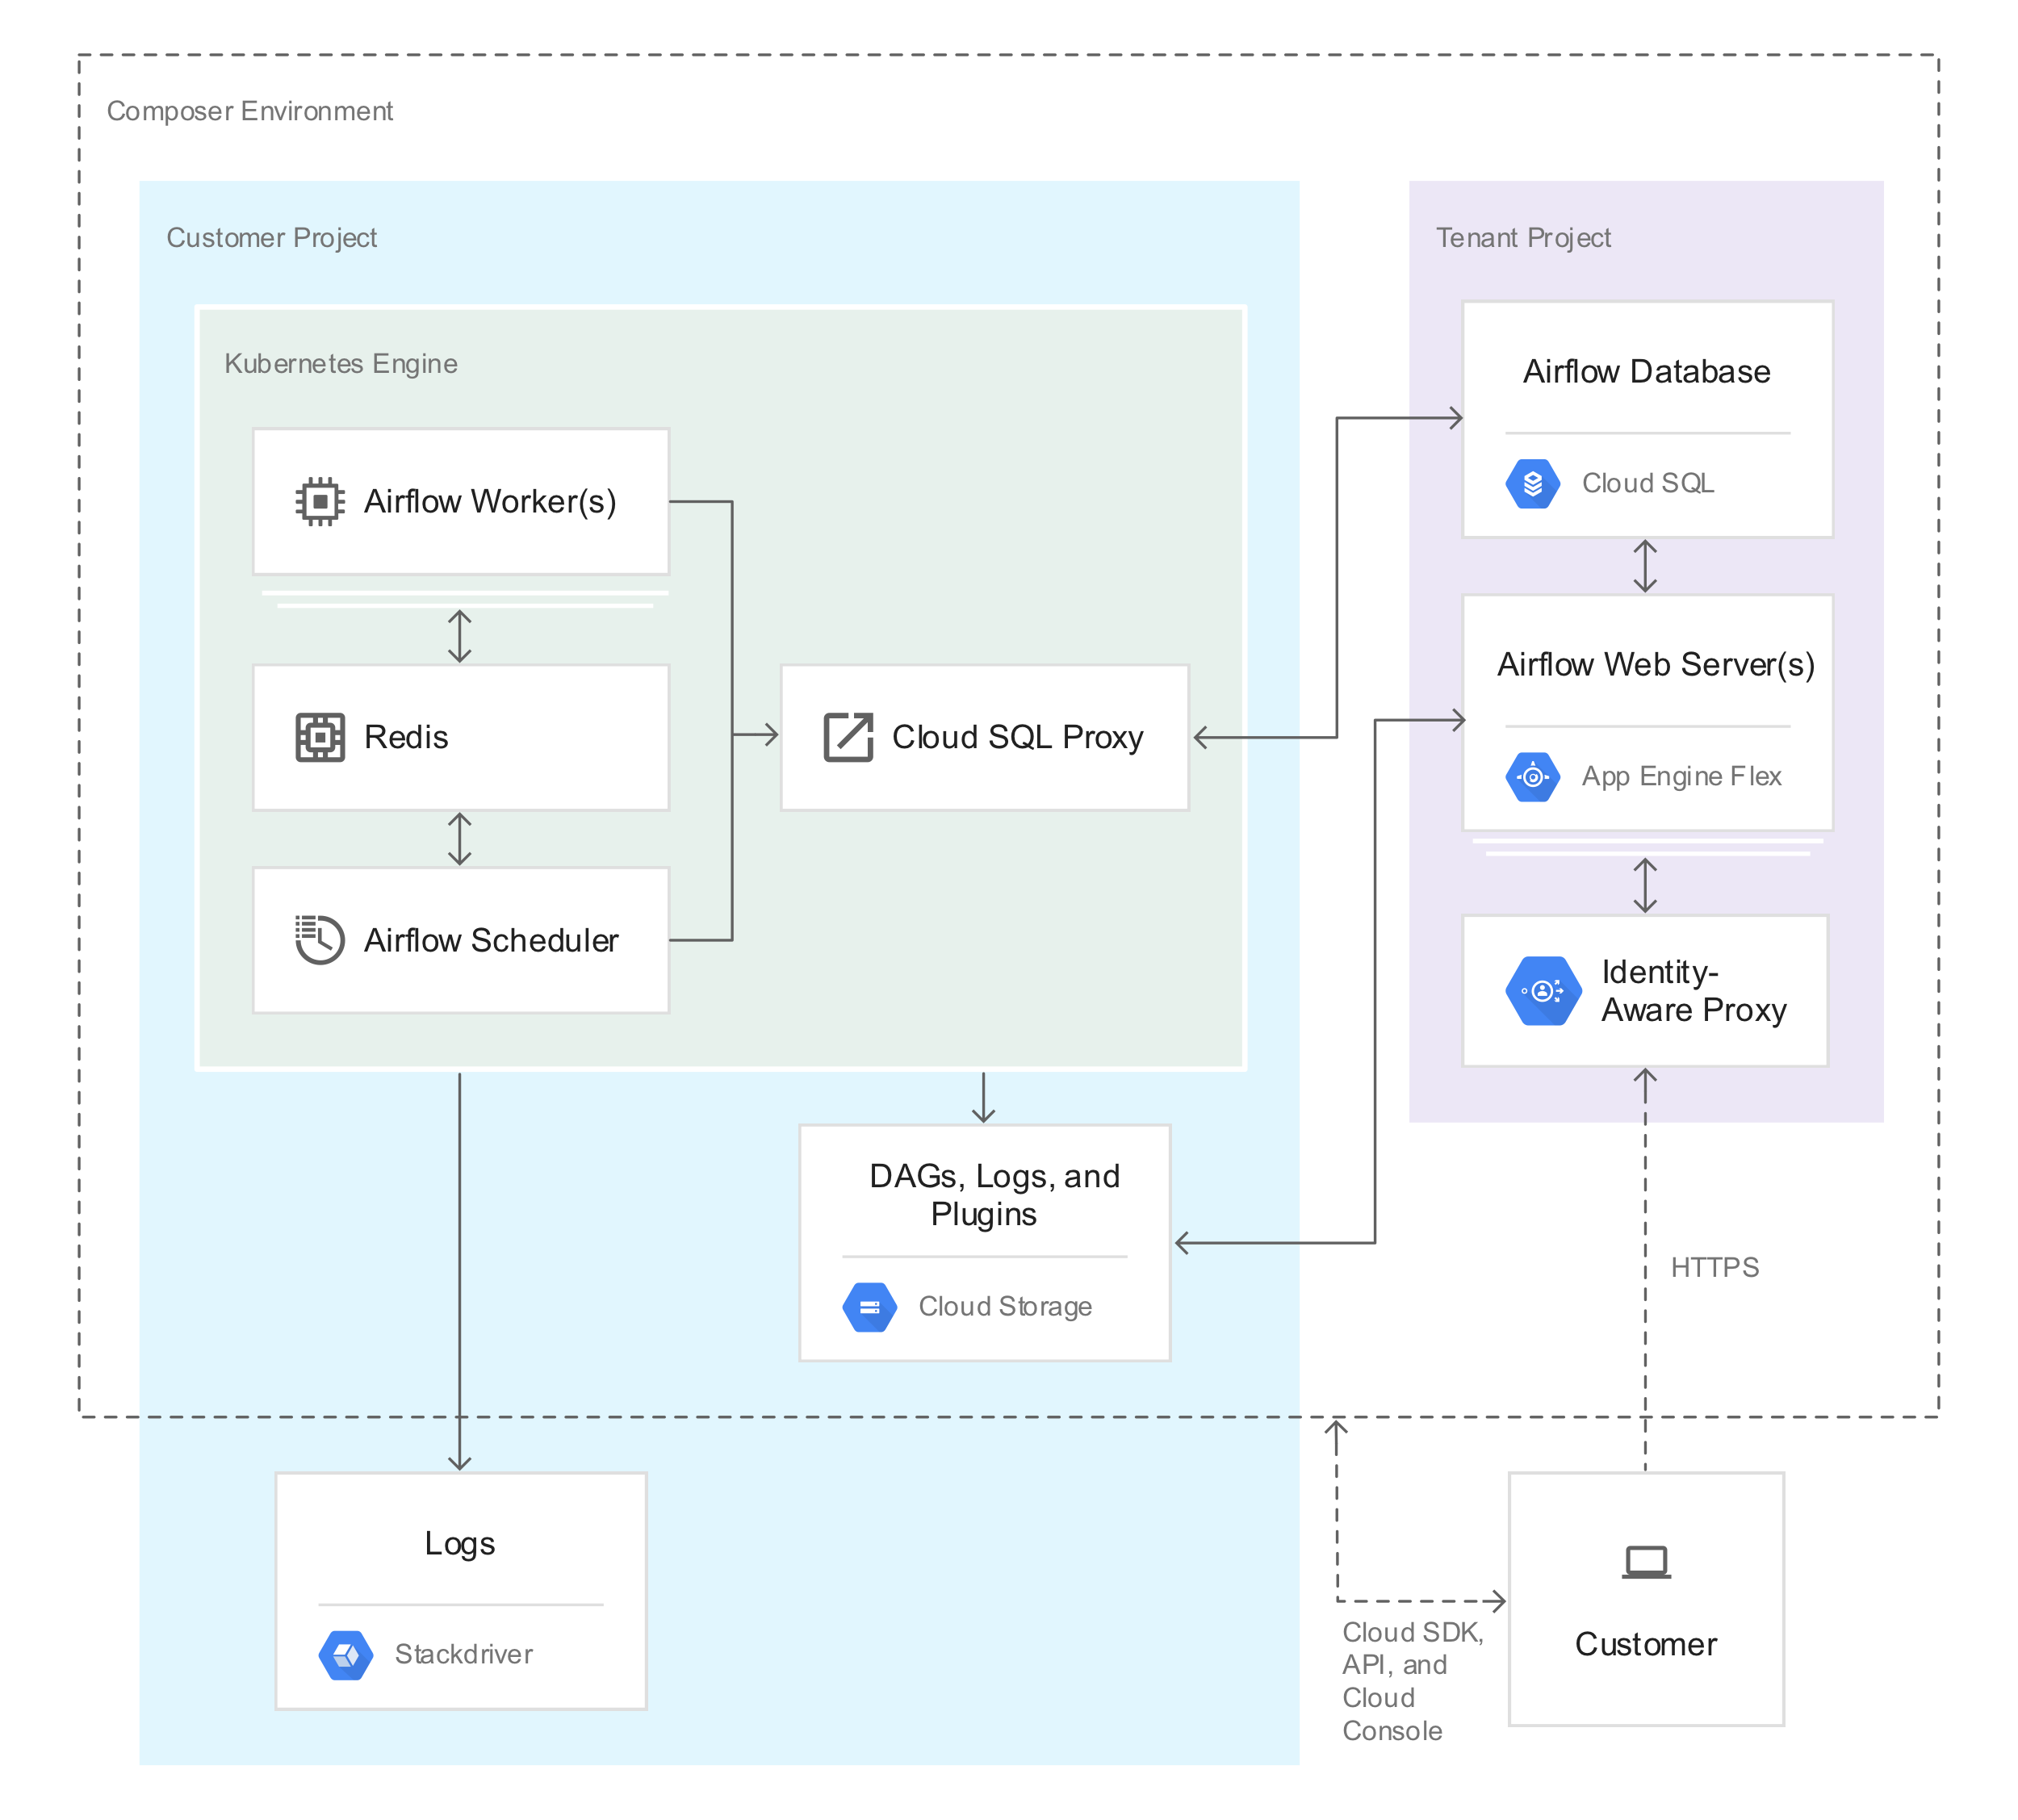 Composer Environment
Customer Project
Tenant Project
Kubernetes Engine
Airflow Worker(s)
Redis
Airflow Scheduler
Cloud SQL Proxy
Airflow Database
Cloud SQL
Airflow Web Server(s)
App Engine Flex
Identity-
Aware Proxy
DAGs, Logs, and
Plugins
Cloud Storage
HTTPS
Logs
Stackdriver
Cloud SDK,
API, and
Cloud
Console
Customer